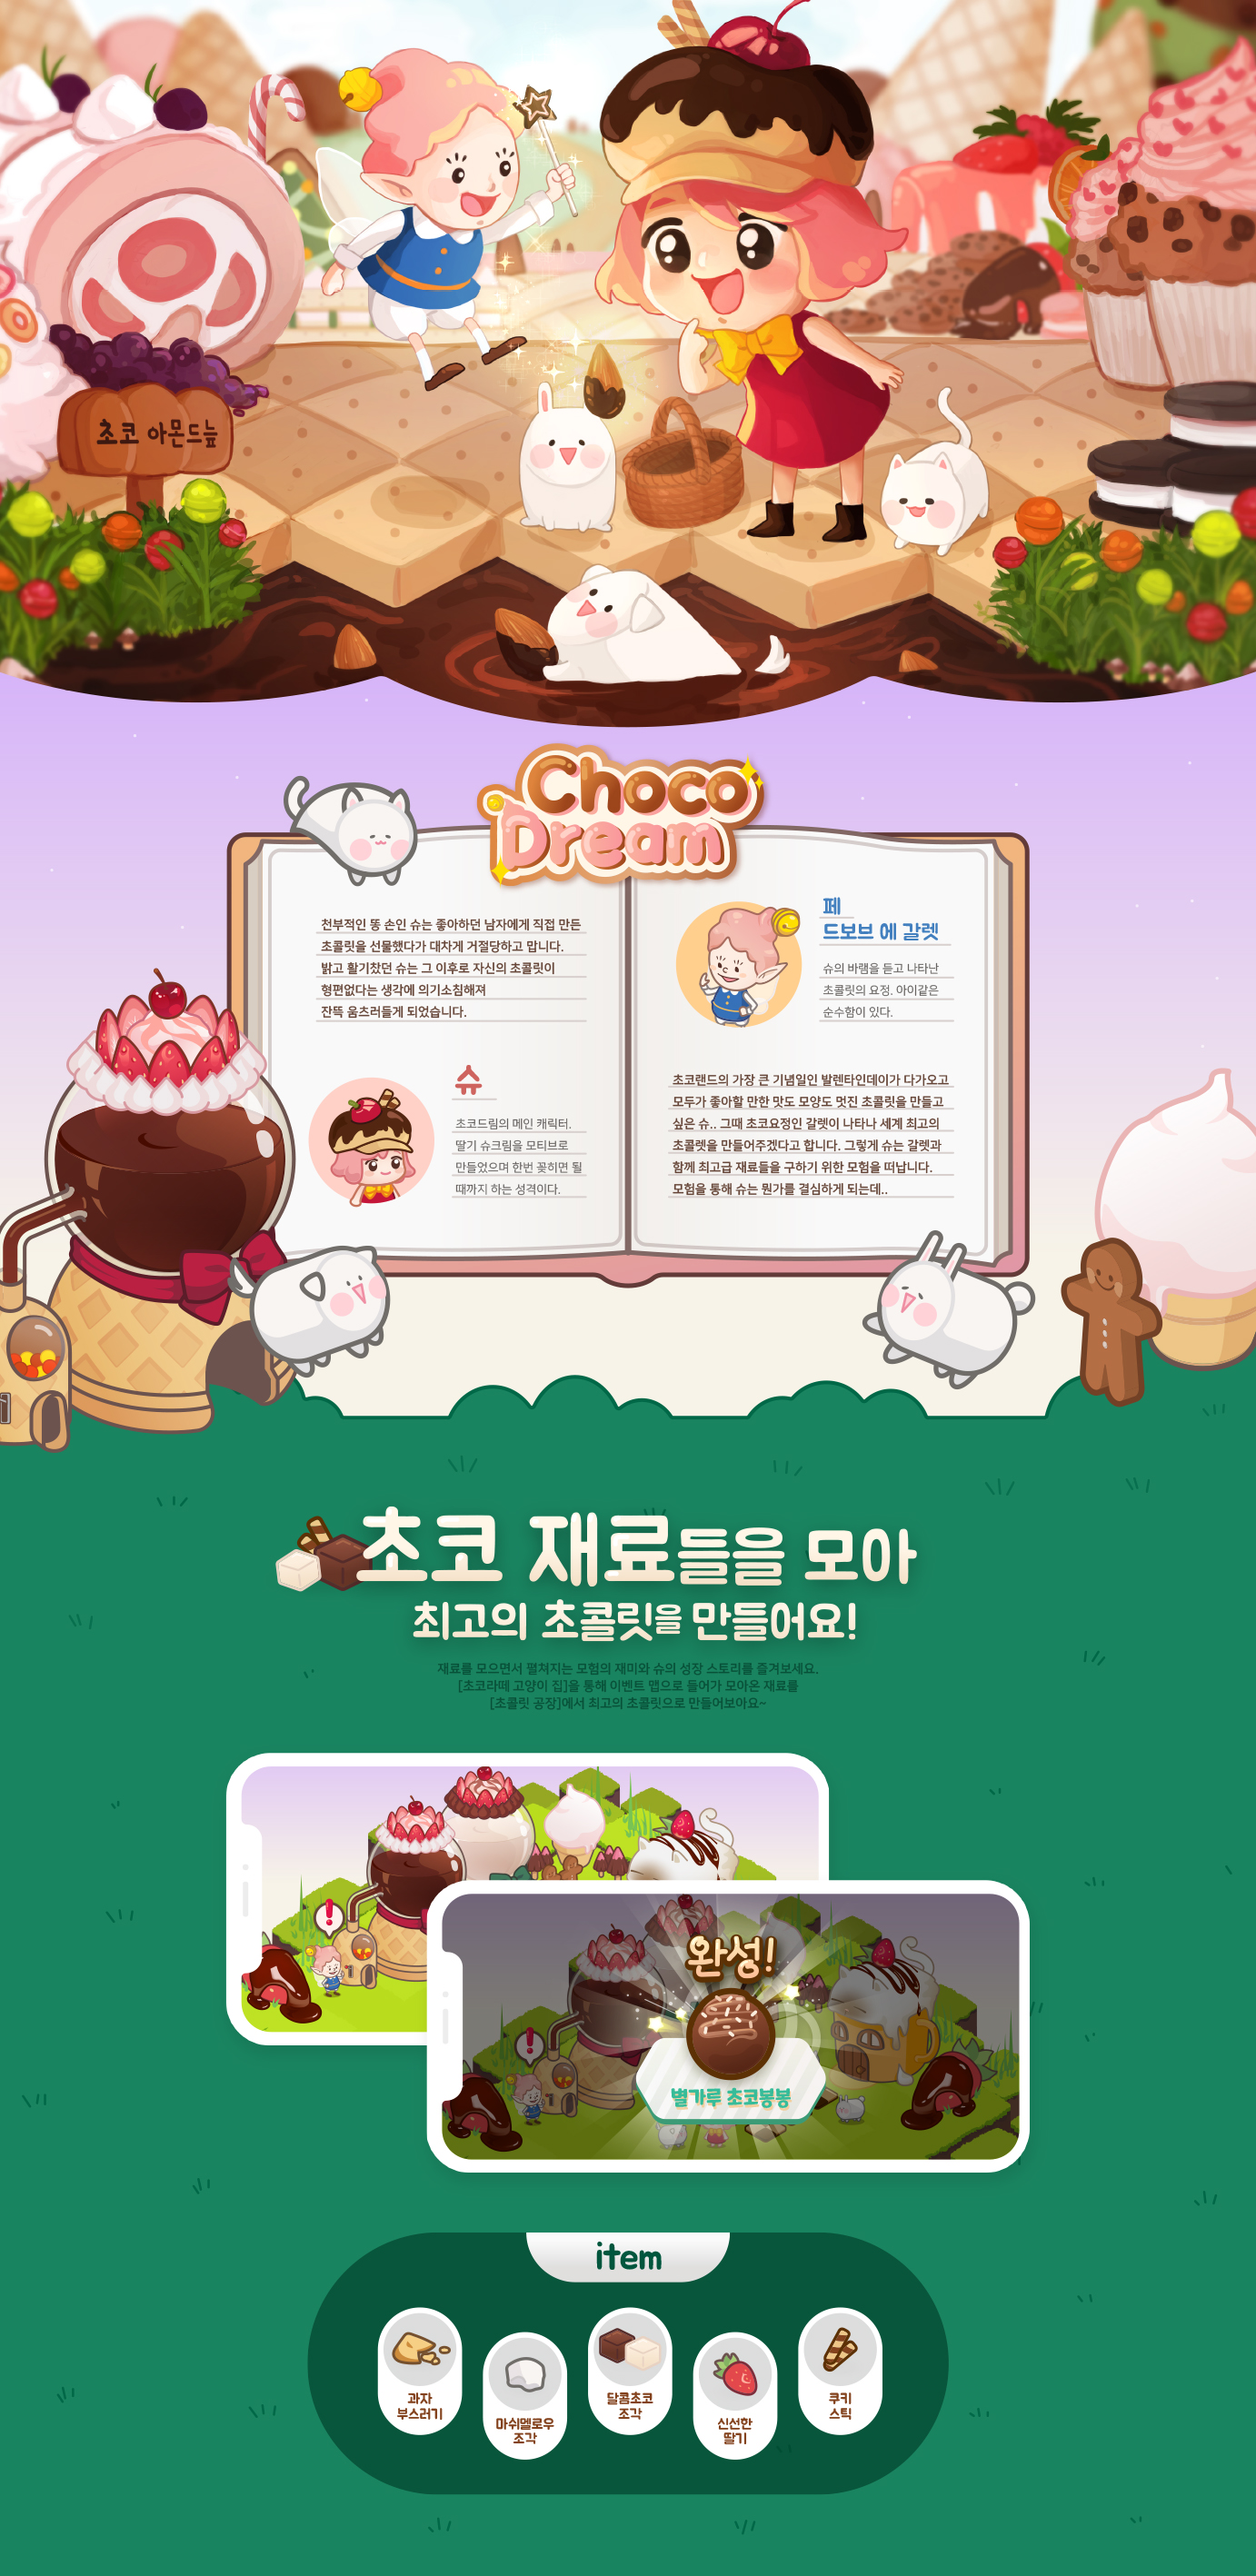 초코 아몬드늪
Choco
Dream
천부적인 똥 손인 슈는 좋아하던 남자에게 직접 만든
초콜릿을 선물했다가 대차게 거절당하고 맙니다.
밝고 활기찼던 슈는 그 이후로 자신의 초콜릿이
형편없다는 생각에 의기소침해져
잔뜩 움츠러들게 되었습니다.
슈
초코드림의 메인 캐릭터.
딸기 슈크림을 모티브로
만들었으며 한번 꽂히면 될
때까지 하는 성격이다.
페
드보브 에 갈렛
슈의 바램을 듣고 나타난
초콜릿의 요정. 아이같은
순수함이 있다.
초코랜드의 가장 큰 기념일인 발렌타인데이가 다가오고
모두가 좋아할 만한 맛도 모양도 멋진 초콜릿을 만들고
싶은 슈.. 그때 초코요정인 갈렛이 나타나 세계 최고의
초콜렛을 만들어주겠다고 합니다. 그렇게 슈는 갈렛과
함께 최고급 재료들을 구하기 위한 모험을 떠납니다.
모험을 통해 슈는 뭔가를 결심하게 되는데..
초코 재료들을 모아
최고의 초콜릿을 만들어요!
재료를 모으면서 펼쳐지는 모험의 재미와 슈의 성장 스토리를 즐겨보세요.
[초코라떼 고양이 집]을 통해 이벤트 맵으로 들어가 모아온 재료를
[초콜릿 공장]에서 최고의 초콜릿으로 만들어보아요~
완성!
별가루 초코봉봉
item
과자
부스러기
마쉬멜로우
조각
달콤초코
조각
신선한
딸기
쿠키
스틱